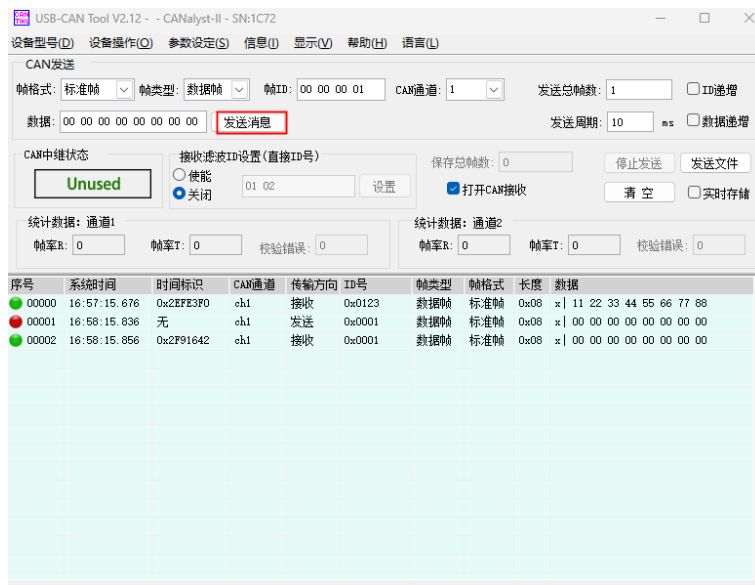 USB-CAN Tool V2.12 - - CANalyst-II - SN:1C72
设备型号(D) 设备操作(O) 参数设定(S) 信息(I) 显示(V) 帮助(H) 语言(L)
CAN发送
帧格式: 标准帧 帧类型: 数据帧 帧ID: 00 00 00 01 CAN通道: 1 发送总帧数: 1 ID递增
数据: 00 00 00 00 00 00 00 00 发送消息 发送周期: 10 ms 数据递增
CAN中继状态 接收滤波ID设置(直接ID号) 保存总帧数: 0 停止发送 发送文件
Unused 使能 关闭 01 02 设置 打开CAN接收 清 空 实时存储
统计数据: 通道1 统计数据: 通道2
帧率R: 0 帧率T: 0 校验错误: 0 帧率R: 0 帧率T: 0 校验错误: 0
序号 系统时间 时间标识 CAN通道 传输方向 ID号 帧类型 帧格式 长度 数据
00000 16:57:15.676 0x2EFE3F0 ch1 接收 0x0123 数据帧 标准帧 0x08 x| 11 22 33 44 55 66 77 88
00001 16:58:15.836 无 ch1 发送 0x0001 数据帧 标准帧 0x08 x| 00 00 00 00 00 00 00 00
00002 16:58:15.856 0x2F91642 ch1 接收 0x0001 数据帧 标准帧 0x08 x| 00 00 00 00 00 00 00 00